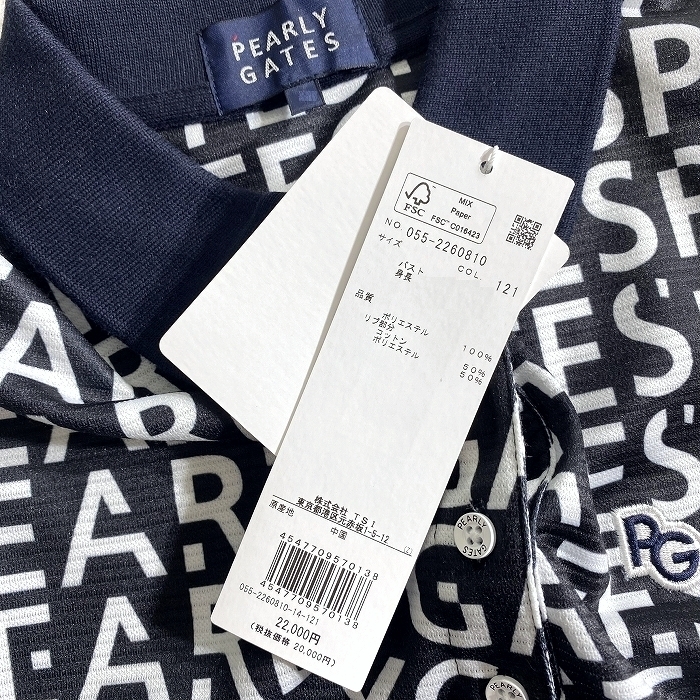 PEARLY
GATES
MIX
Paper
FSC
FSC™ C016423
NO. 055-2260810
サイズ
COL. 121
バスト
身長
品質
ポリエステル 100%
リブ部分
コットン 50%
ポリエステル 50%
株式会社 TSI
東京都港区元赤坂1-5-12
原産地 中国
4547709570138
4547709570138
055-2260810-14-121
22,000円
(税抜価格 20,000円)
PEARLY
GATES
PG
PEARLY